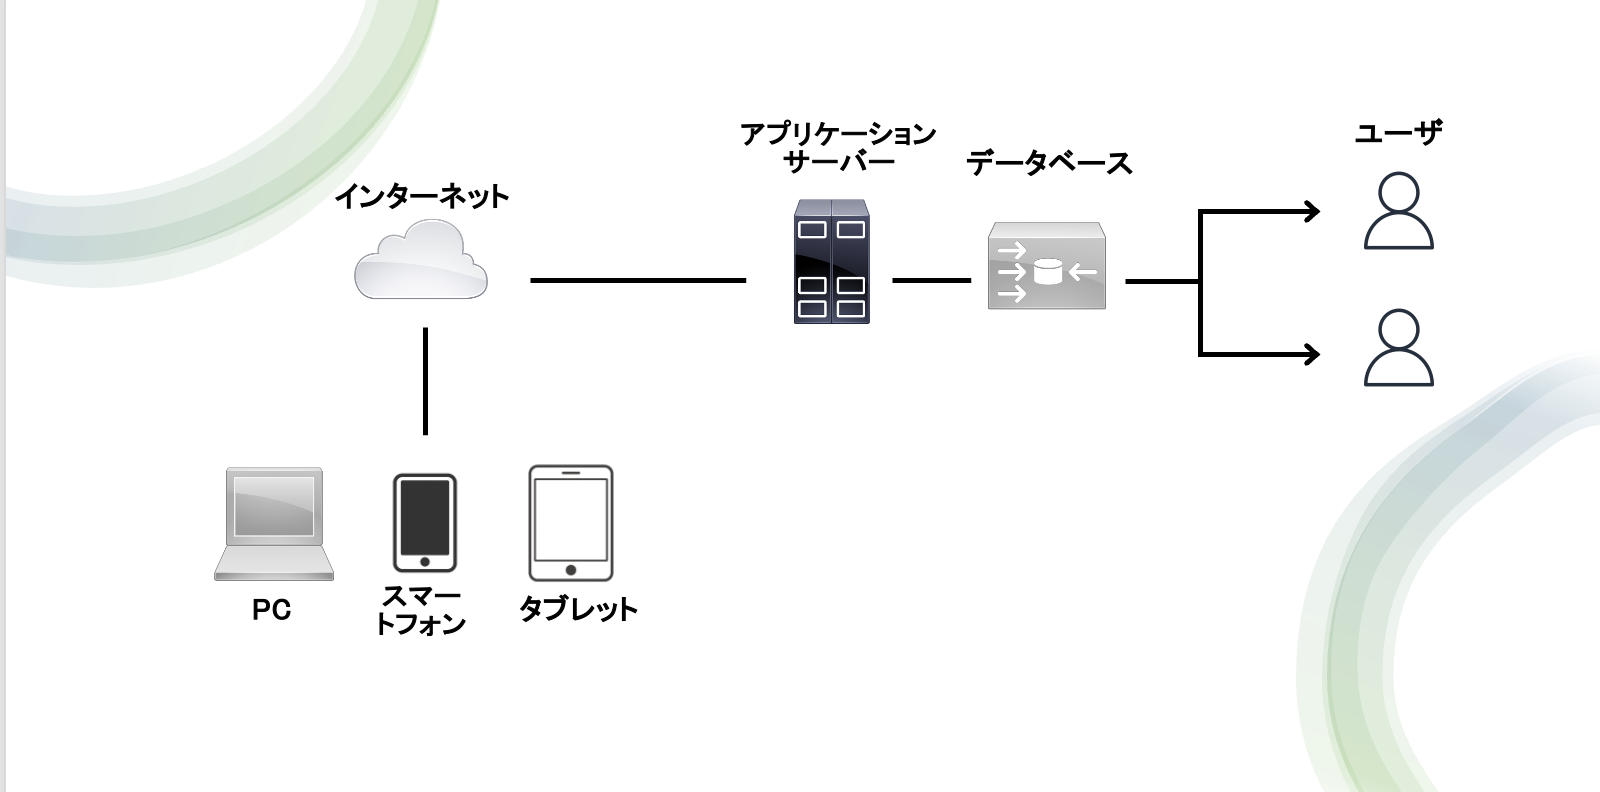 アプリケーション
サーバー
データベース
ユーザ
インターネット
PC
スマー
トフォン
タブレット